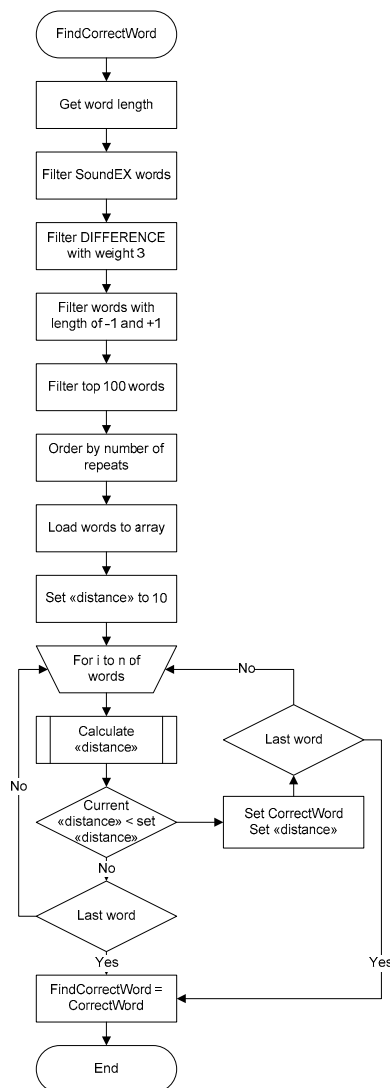 FindCorrectWord
Get word length
Filter SoundEX words
Filter DIFFERENCE
with weight 3
Filter words with
length of -1 and +1
Filter top 100 words
Order by number of
repeats
Load words to array
Set «distance» to 10
For i to n of
words
No
Calculate
«distance»
Last word
No
Current
«distance» < set
«distance»
Set CorrectWord
Set «distance»
No
Last word
Yes
Yes
FindCorrectWord =
CorrectWord
End